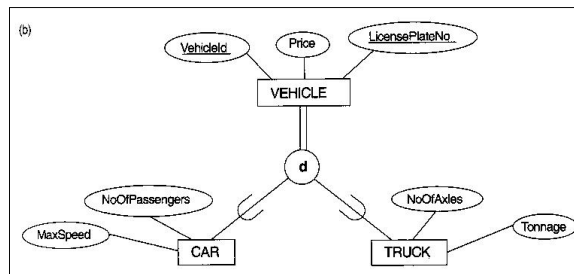 (b)
VehicleId
Price
LicensePlateNo
VEHICLE
d
NoOfPassengers
NoOfAxles
MaxSpeed
Tonnage
CAR
TRUCK